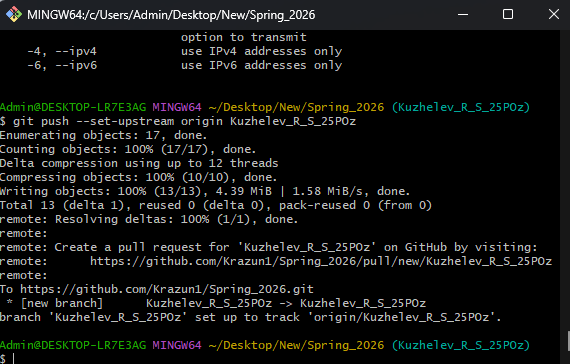 MINGW64:/c/Users/Admin/Desktop/New/Spring_2026
option to transmit
-4, --ipv4 use IPv4 addresses only
-6, --ipv6 use IPv6 addresses only
Admin@DESKTOP-LR7E3AG MINGW64 ~/Desktop/New/Spring_2026 (Kuzhelev_R_S_25POz)
$ git push --set-upstream origin Kuzhelev_R_S_25POz
Enumerating objects: 17, done.
Counting objects: 100% (17/17), done.
Delta compression using up to 12 threads
Compressing objects: 100% (10/10), done.
Writing objects: 100% (13/13), 4.39 MiB | 1.58 MiB/s, done.
Total 13 (delta 1), reused 0 (delta 0), pack-reused 0 (from 0)
remote: Resolving deltas: 100% (1/1), done.
remote:
remote: Create a pull request for 'Kuzhelev_R_S_25POz' on GitHub by visiting:
remote:      https://github.com/Krazun1/Spring_2026/pull/new/Kuzhelev_R_S_25POz
remote:
To https://github.com/Krazun1/Spring_2026.git
 * [new branch]      Kuzhelev_R_S_25POz -> Kuzhelev_R_S_25POz
branch 'Kuzhelev_R_S_25POz' set up to track 'origin/Kuzhelev_R_S_25POz'.
Admin@DESKTOP-LR7E3AG MINGW64 ~/Desktop/New/Spring_2026 (Kuzhelev_R_S_25POz)
$